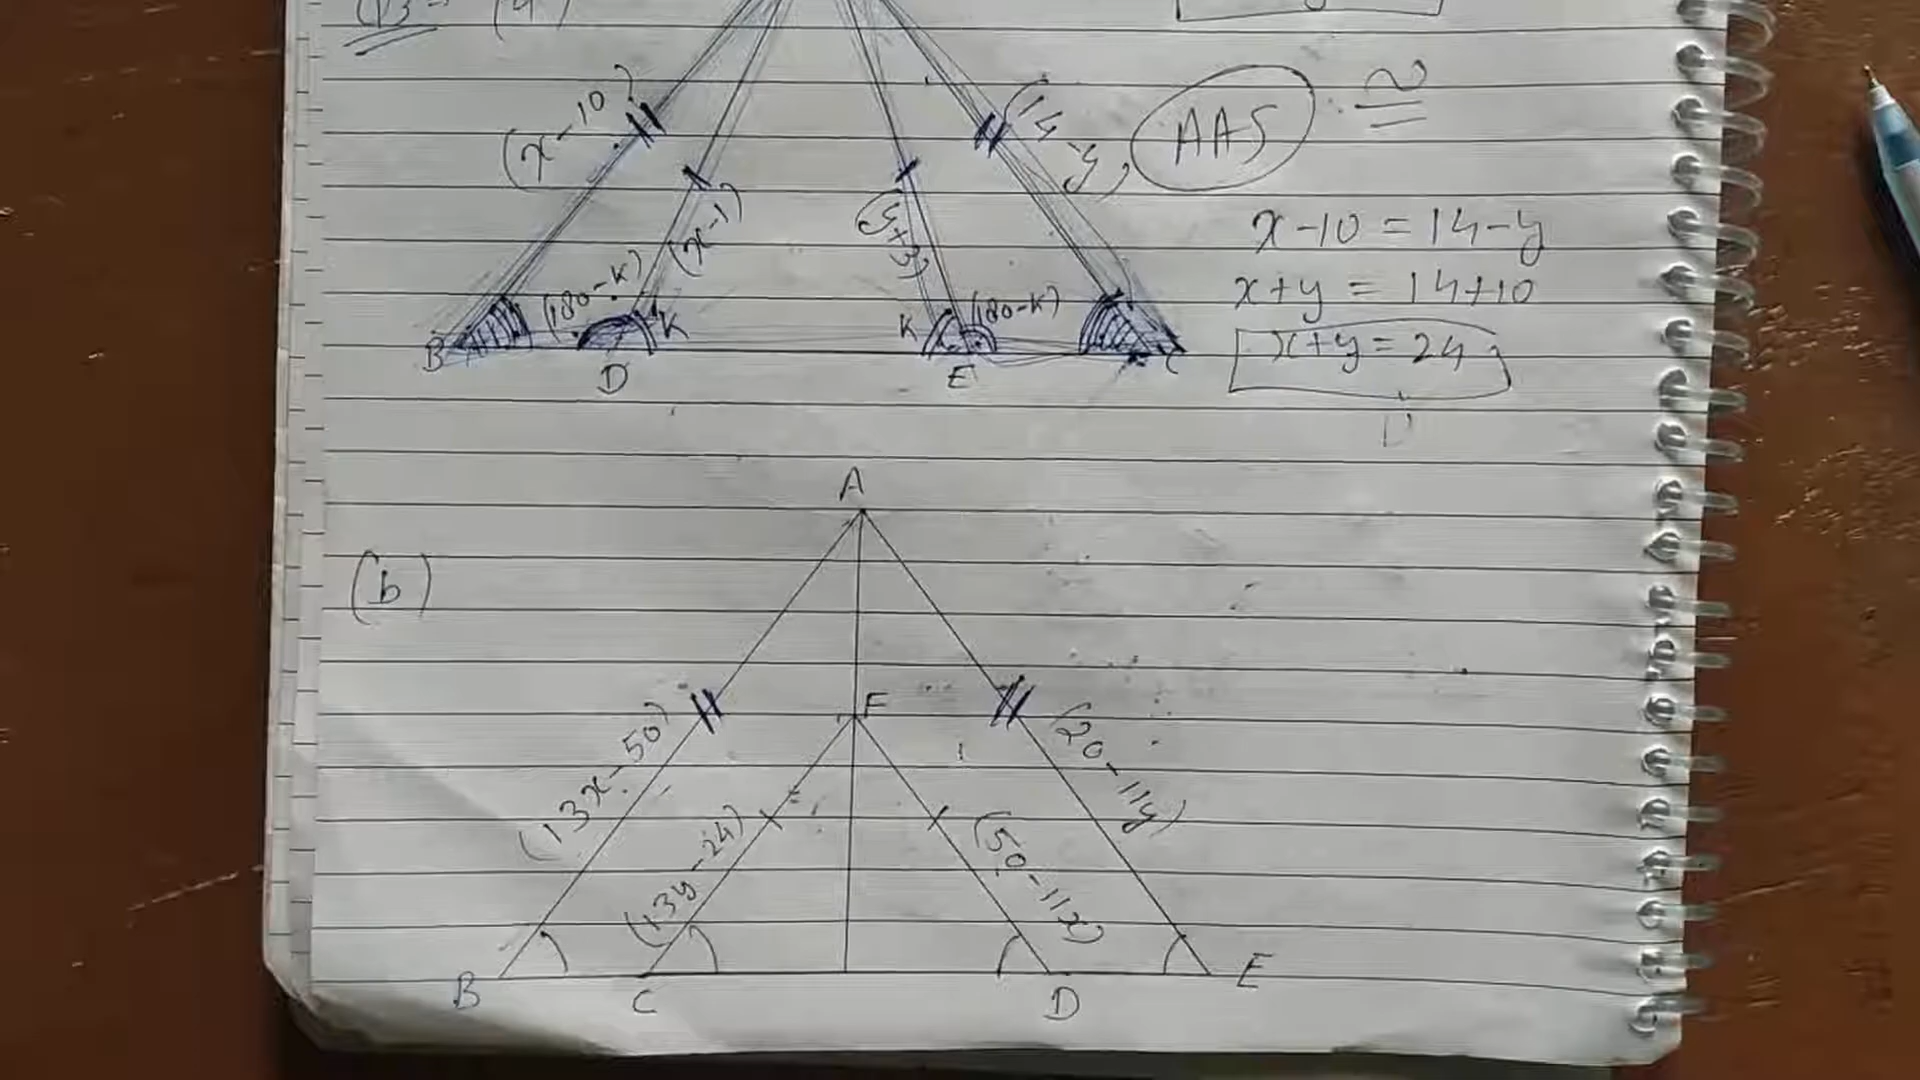 (x-10)
(14-y)
AAS ≅
(x-1)
(y+3)
x-10 = 14-y
x+y = 14+10
x+y = 24
(180-K)
K
K
(180-K)
B
D
E
C
A
(b)
F
(13x-50)
(20-11y)
(13y-24)
(50-11x)
B
C
D
E